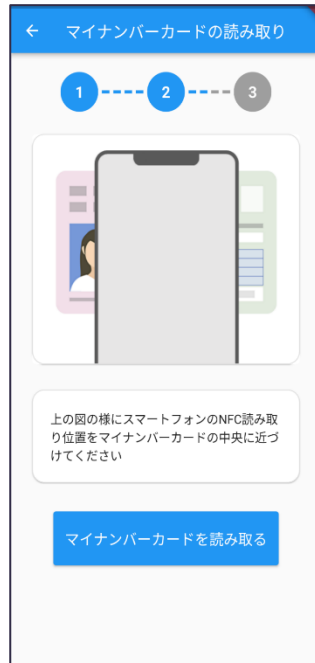 マイナンバーカードの読み取り
1 2 3
上の図の様にスマートフォンのNFC読み取
り位置をマイナンバーカードの中央に近づ
けてください
マイナンバーカードを読み取る